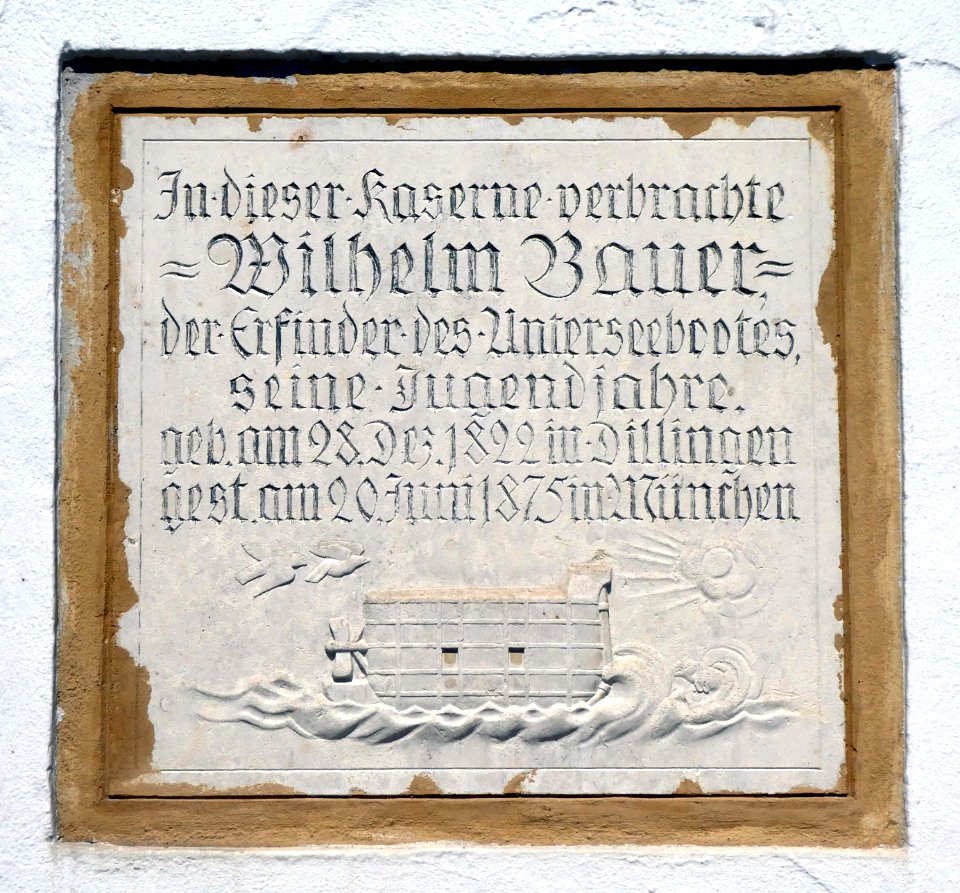 In·dieser·Kaserne·verbrachte
=Wilhelm Bauer,=
der·Erfinder·des·Unterseebootes,
seine·Jugendjahre.
geb.am 28.Dez.1822 in·Dillingen
gest.am 20 Juni 1875 in·München